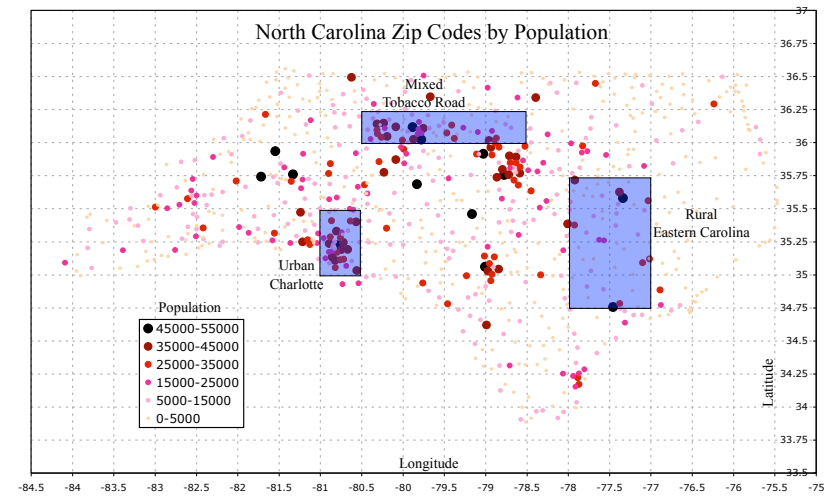 North Carolina Zip Codes by Population
Mixed
Tobacco Road
Rural
Eastern Carolina
Urban
Charlotte
Population
45000-55000
35000-45000
25000-35000
15000-25000
5000-15000
0-5000
37
36.75
36.5
36.25
36
35.75
35.5
35.25
35
34.75
34.5
34.25
34
33.75
33.5
Latitude
Longitude
-84.5 -84 -83.5 -83 -82.5 -82 -81.5 -81 -80.5 -80 -79.5 -79 -78.5 -78 -77.5 -77 -76.5 -76 -75.5 -75